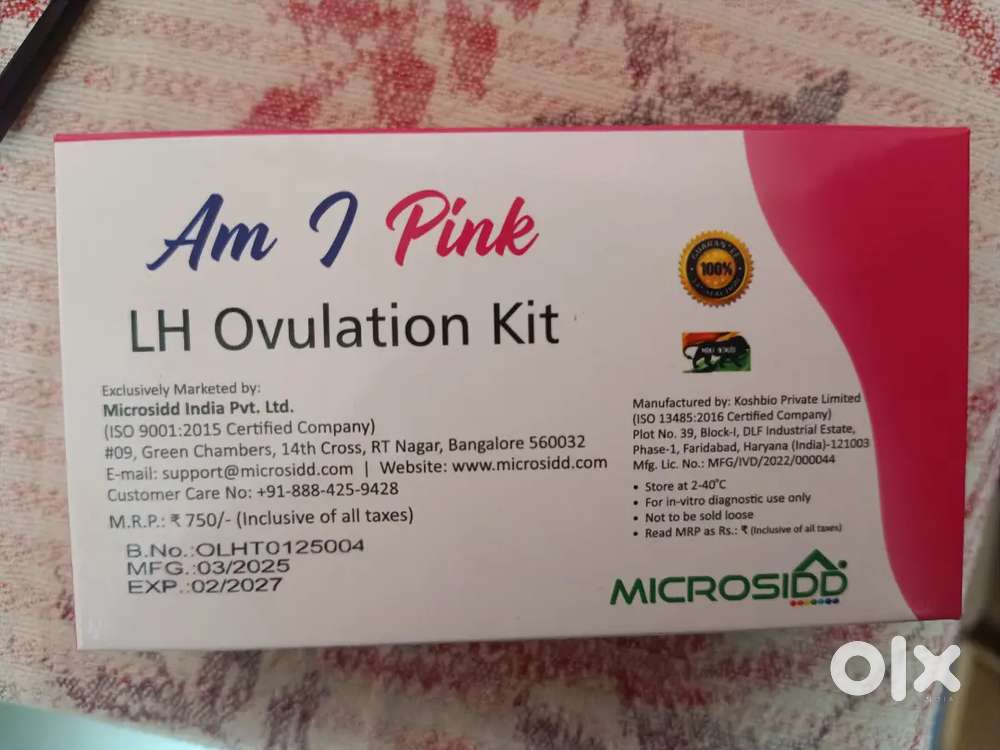 Am I Pink
LH Ovulation Kit
GUARANTEE
100%
Exclusively Marketed by:
Microsidd India Pvt. Ltd.
(ISO 9001:2015 Certified Company)
#09, Green Chambers, 14th Cross, RT Nagar, Bangalore 560032
E-mail: support@microsidd.com | Website: www.microsidd.com
Customer Care No: +91-888-425-9428
M.R.P.: ₹ 750/- (Inclusive of all taxes)
B.No.:OLHT0125004
MFG.:03/2025
EXP.:02/2027
Manufactured by: Koshbio Private Limited
(ISO 13485:2016 Certified Company)
Plot No. 39, Block-I, DLF Industrial Estate,
Phase-1, Faridabad, Haryana (India)-121003
Mfg. Lic. No.: MFG/IVD/2022/000044
• Store at 2-40°C
• For in-vitro diagnostic use only
• Not to be sold loose
• Read MRP as Rs.: ₹ (Inclusive of all taxes)
MICROSIDD
olx
INDIA